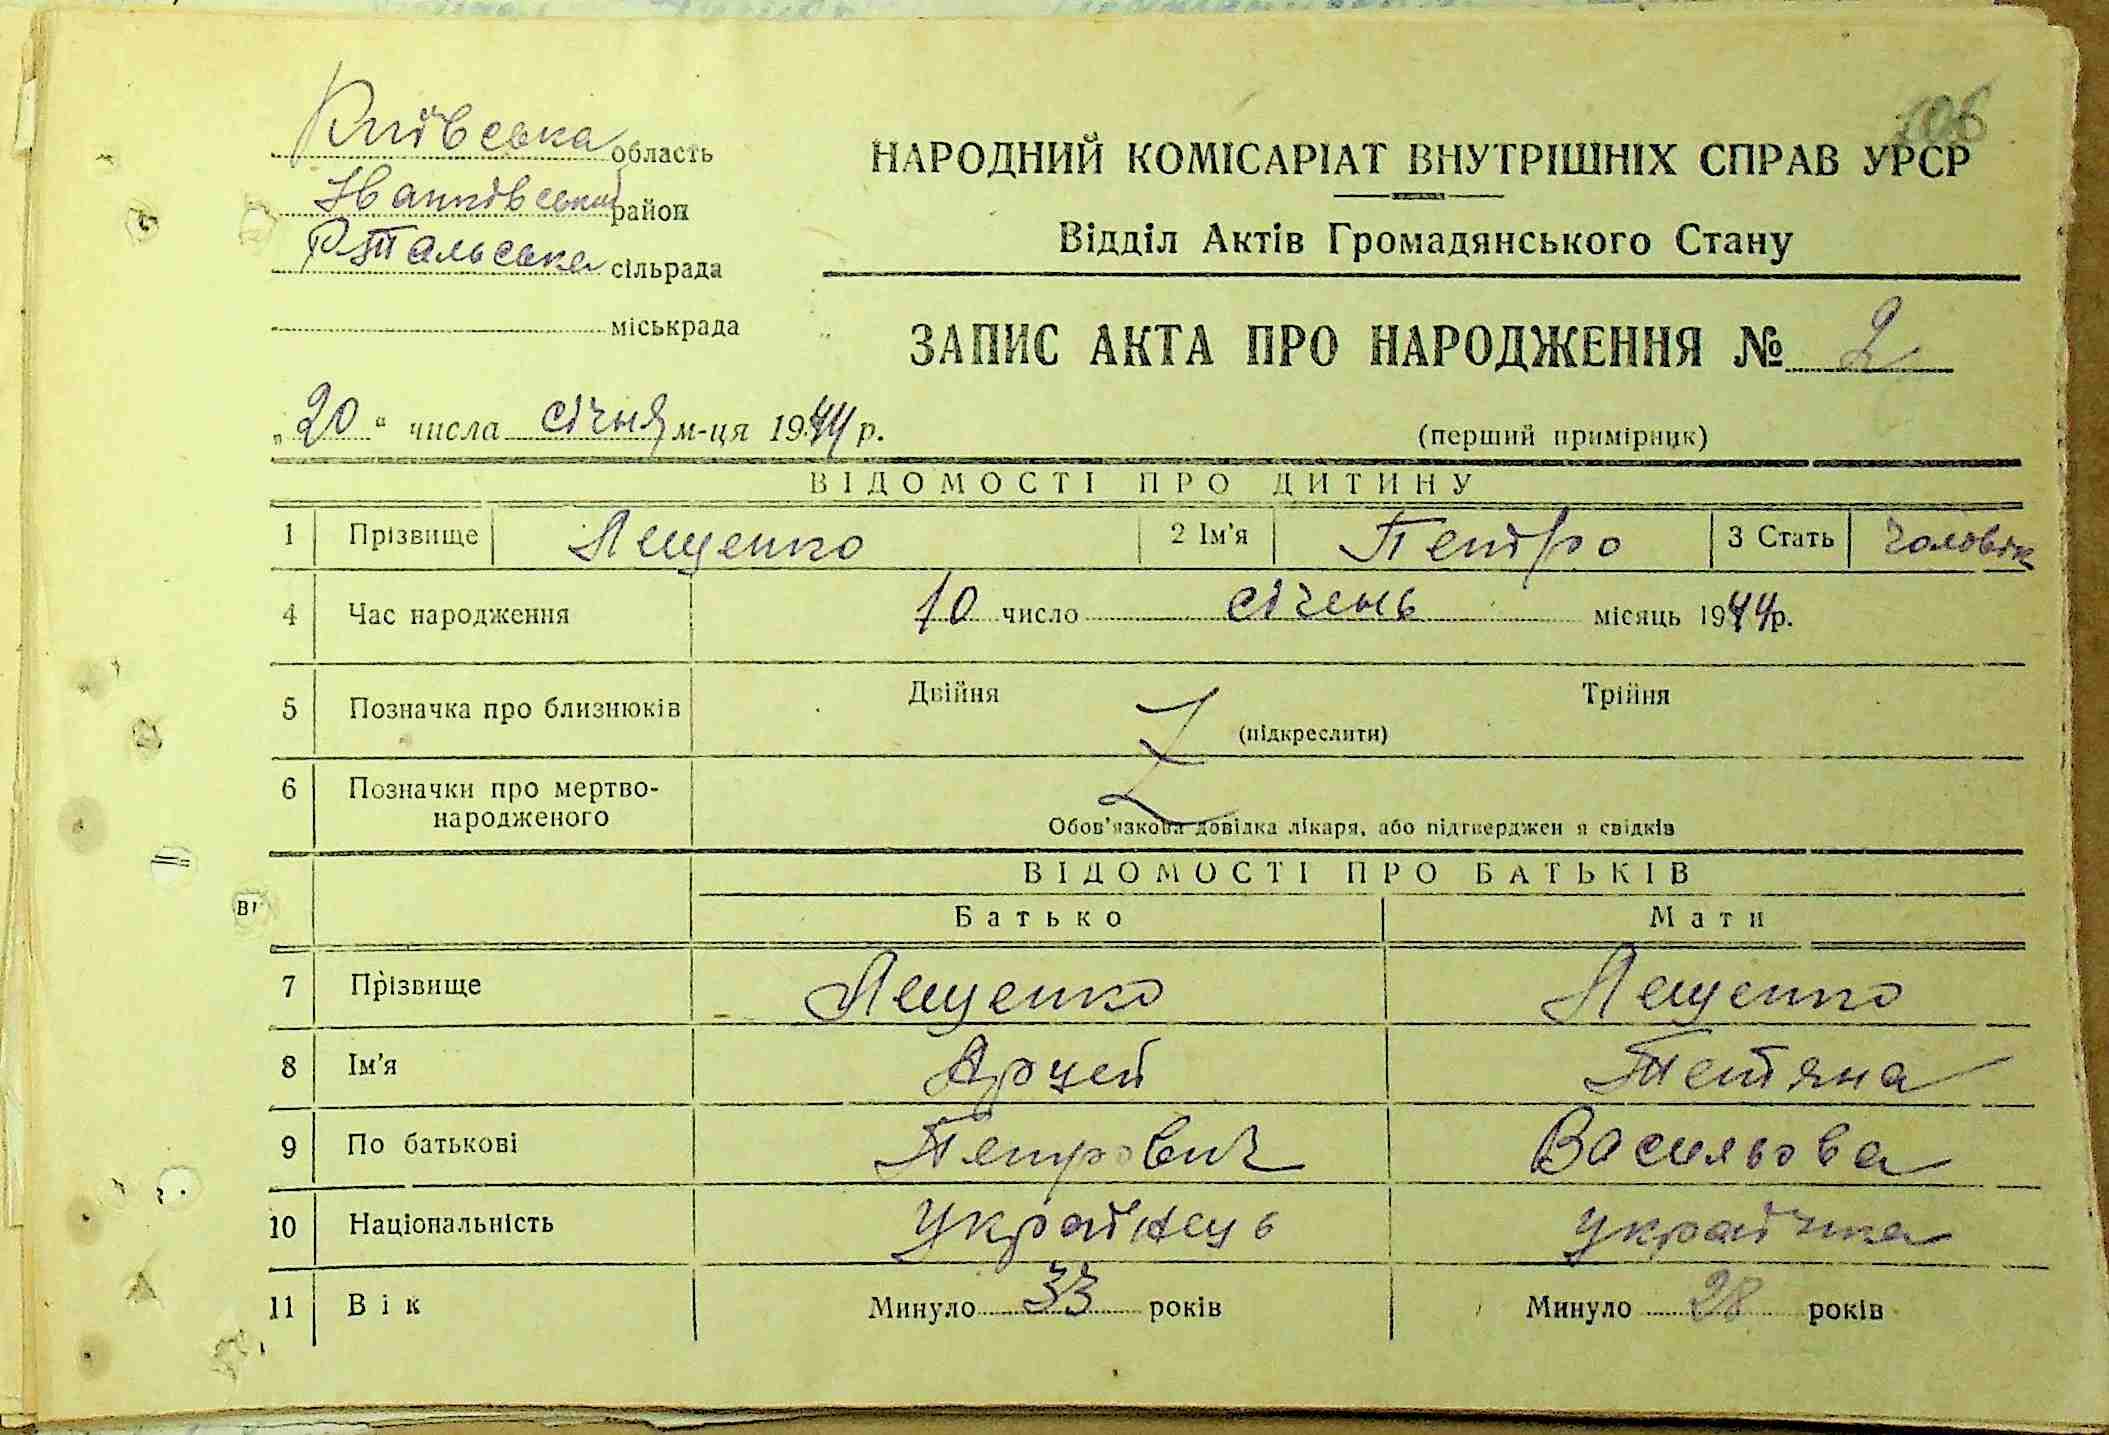 106
Київська область
Іванківський район
Ртальська сільрада
міськрада
НАРОДНИЙ КОМІСАРІАТ ВНУТРІШНІХ СПРАВ УРСР
Відділ Актів Громадянського Стану
ЗАПИС АКТА ПРО НАРОДЖЕННЯ № 2
„20“ числа січня м-ця 1944 р.
(перший примірник)
ВІДОМОСТІ ПРО ДИТИНУ
1 Прізвище Лещенко 2 Ім'я Петро 3 Стать чоловік
4 Час народження 10 число січень місяць 1944р.
5 Позначка про близнюків Двійня Трійня
(підкреслити)
6 Позначки про мертво-
народженого
Обов'язкова довідка лікаря, або підтверджен я свідків
ВІДОМОСТІ ПРО БАТЬКІВ
Батько Мати
7 Прізвище Лещенко Лещенко
8 Ім'я Арцей Тетяна
9 По батькові Петрович Васильова
10 Національність українець українка
11 Вік Минуло 33 років Минуло 28 років